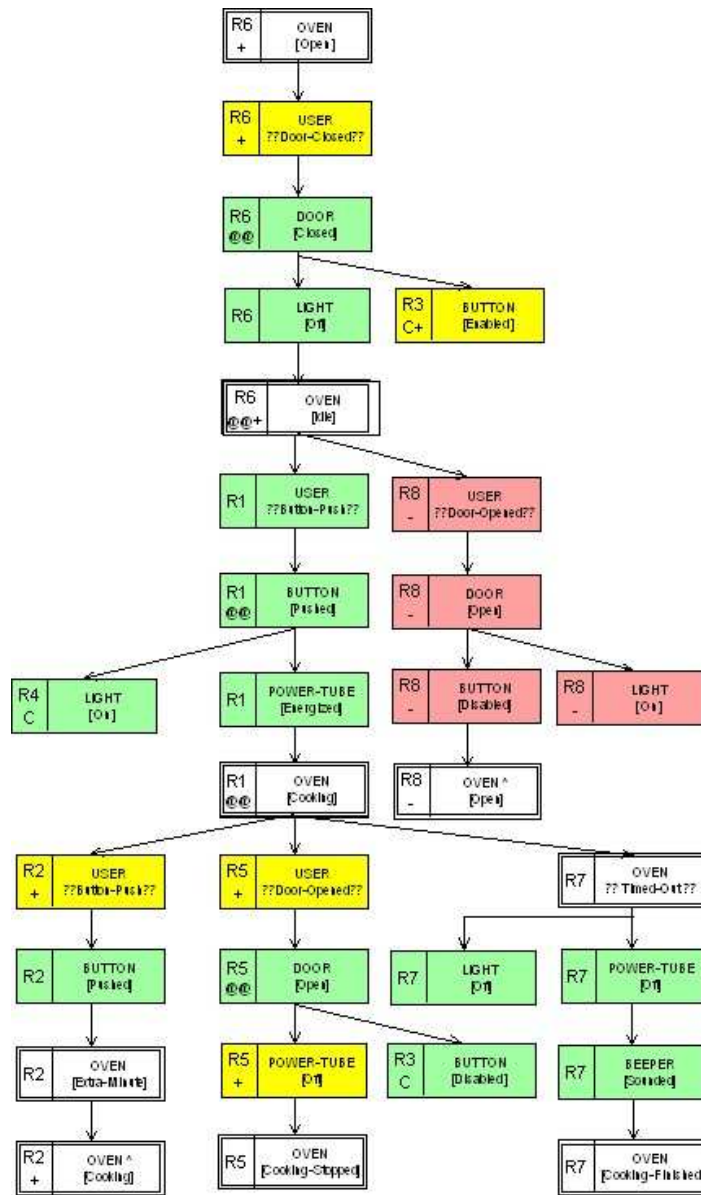 R6
+
OVEN
[Open]
R6
+
USER
??Door-Closed??
R6
@@
DOOR
[Closed]
R6
LIGHT
[Off]
R3
C+
BUTTON
[Enabled]
R6
@@+
OVEN
[Idle]
R1
USER
??Button-Push??
R8
-
USER
??Door-Opened??
R1
@@
BUTTON
[Pushed]
R8
-
DOOR
[Open]
R4
C
LIGHT
[On]
R1
POWER-TUBE
[Energized]
R8
-
BUTTON
[Disabled]
R8
-
LIGHT
[On]
R1
@@
OVEN
[Cooking]
R8
-
OVEN ^
[Open]
R2
+
USER
??Button-Push??
R5
+
USER
??Door-Opened??
R7
OVEN
?? Timed-Out ??
R2
BUTTON
[Pushed]
R5
@@
DOOR
[Open]
R7
LIGHT
[Off]
R7
POWER-TUBE
[Off]
R2
OVEN
[Extra-Minute]
R5
+
POWER-TUBE
[Off]
R3
C
BUTTON
[Disabled]
R7
BEEPER
[Sounded]
R2
+
OVEN ^
[Cooking]
R5
OVEN
[Cooking-Stopped]
R7
OVEN
[Cooking-Finished]